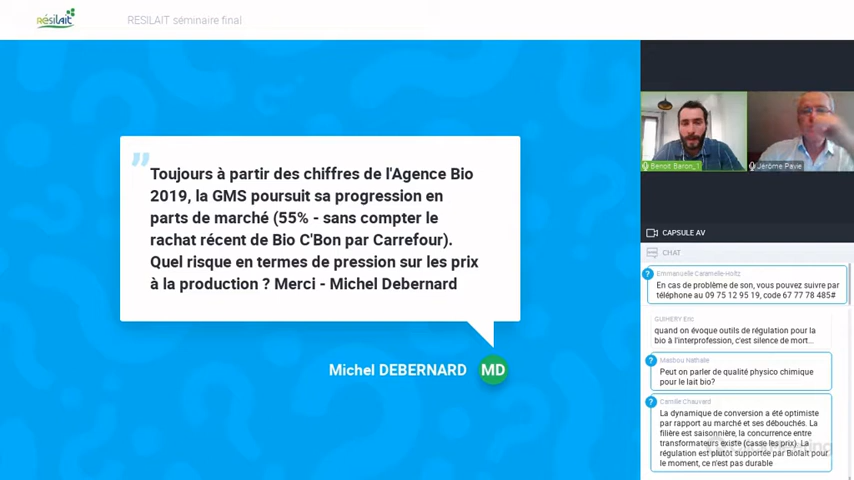 Résilait
RESILAIT séminaire final
Toujours à partir des chiffres de l'Agence Bio
2019, la GMS poursuit sa progression en
parts de marché (55% - sans compter le
rachat récent de Bio C'Bon par Carrefour).
Quel risque en termes de pression sur les prix
à la production ? Merci - Michel Debernard
Michel DEBERNARD MD
Benoit Baron_1
Jérôme Pavie
CAPSULE AV
CHAT
Emmanuelle Caramelle-Holtz
En cas de problème de son, vous pouvez suivre par
téléphone au 09 75 12 95 19, code 67 77 78 485#
GUIHERY Eric
quand on évoque outils de régulation pour la
bio à l'interprofession, c'est silence de mort...
Masbou Nathalie
Peut on parler de qualité physico chimique
pour le lait bio?
Camille Chauvard
La dynamique de conversion a été optimiste
par rapport au marché et ses débouchés. La
filière est saisonnière, la concurrence entre
transformateurs existe (casse les prix). La
régulation est plutôt supportée par Biolait pour
le moment, ce n'est pas durable